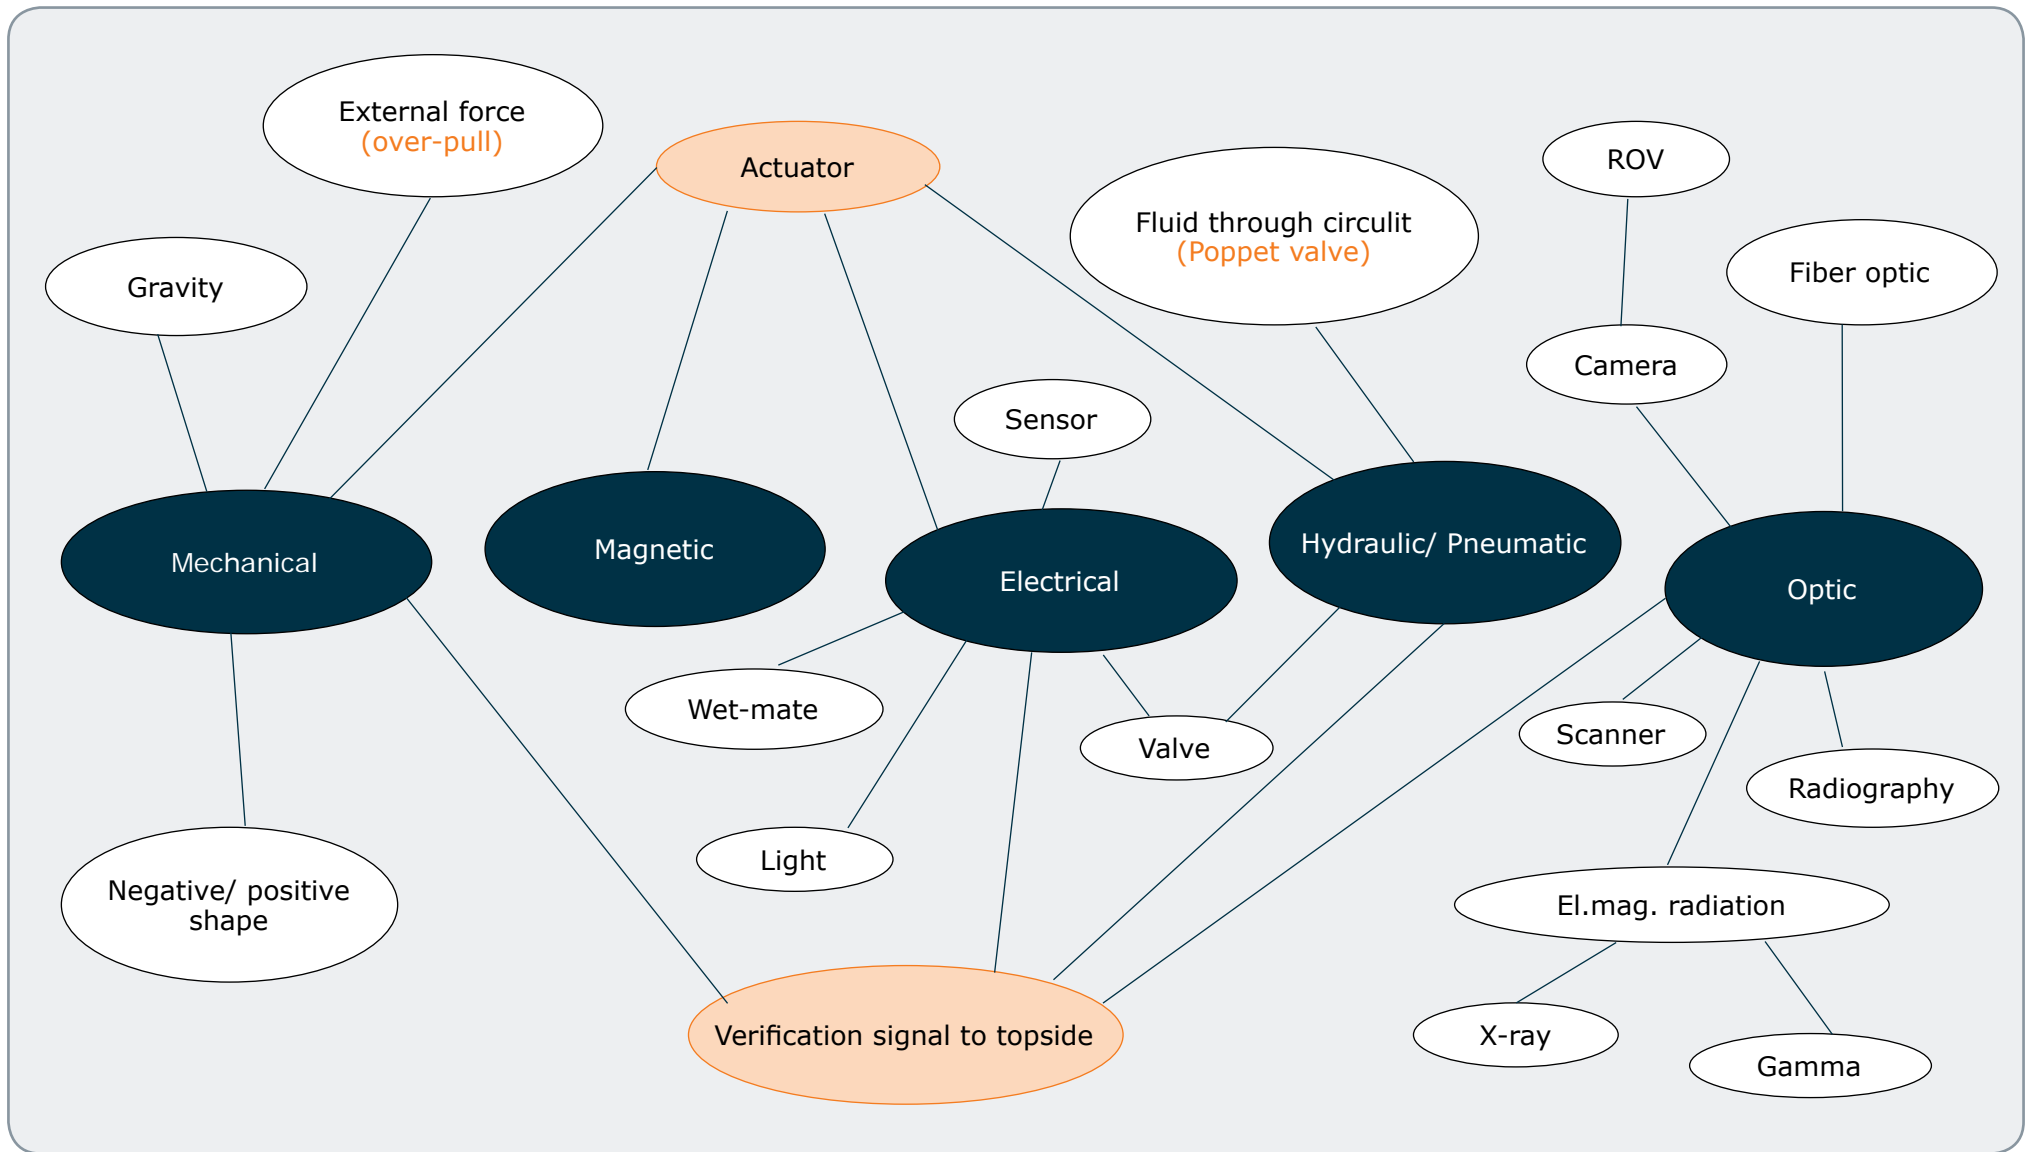 External force
(over-pull)
Actuator
ROV
Fluid through circulit
(Poppet valve)
Gravity
Fiber optic
Camera
Sensor
Mechanical
Magnetic
Electrical
Hydraulic/ Pneumatic
Optic
Wet-mate
Valve
Scanner
Radiography
Light
Negative/ positive
shape
El.mag. radiation
Verification signal to topside
X-ray
Gamma